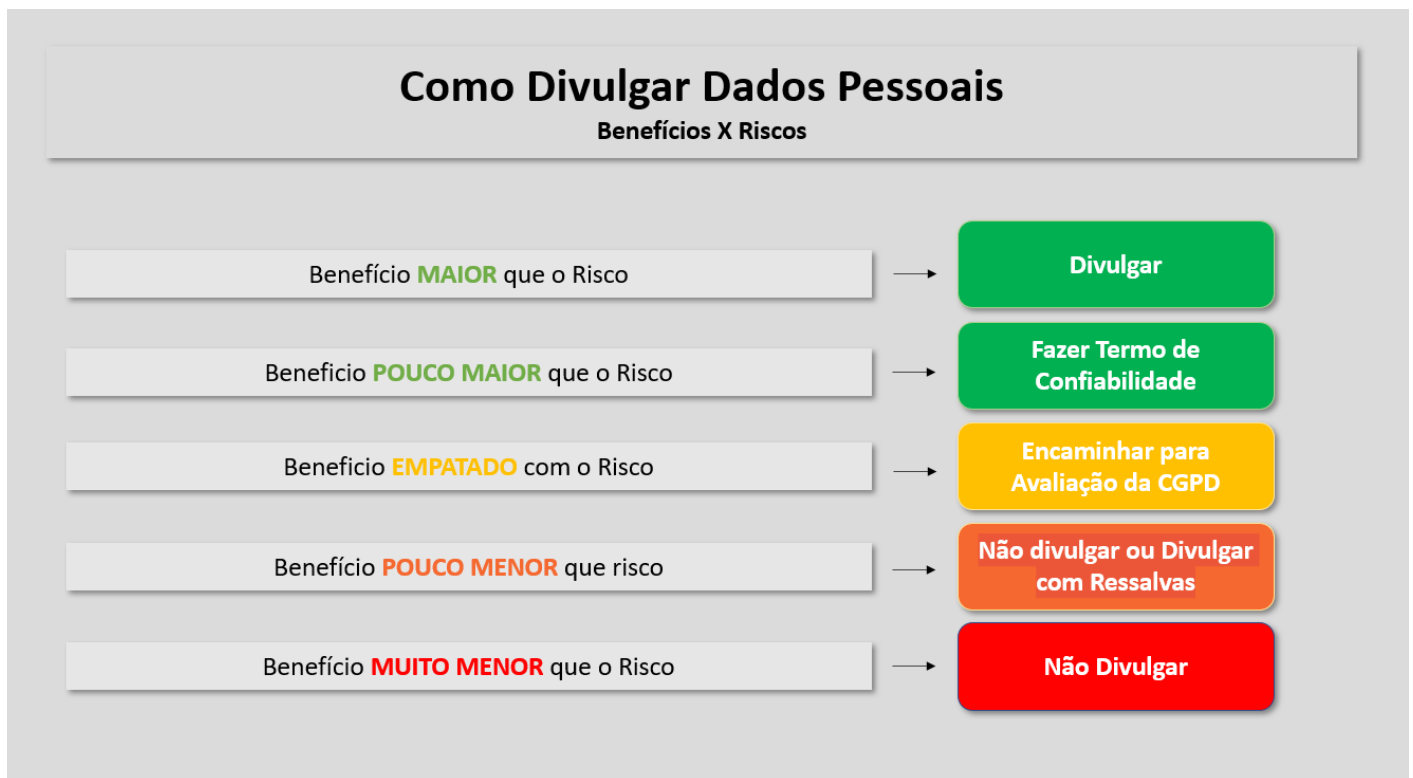 Como Divulgar Dados Pessoais
Benefícios X Riscos
Benefício MAIOR que o Risco
Divulgar
Beneficio POUCO MAIOR que o Risco
Fazer Termo de
Confiabilidade
Beneficio EMPATADO com o Risco
Encaminhar para
Avaliação da CGPD
Benefício POUCO MENOR que risco
Não divulgar ou Divulgar
com Ressalvas
Benefício MUITO MENOR que o Risco
Não Divulgar